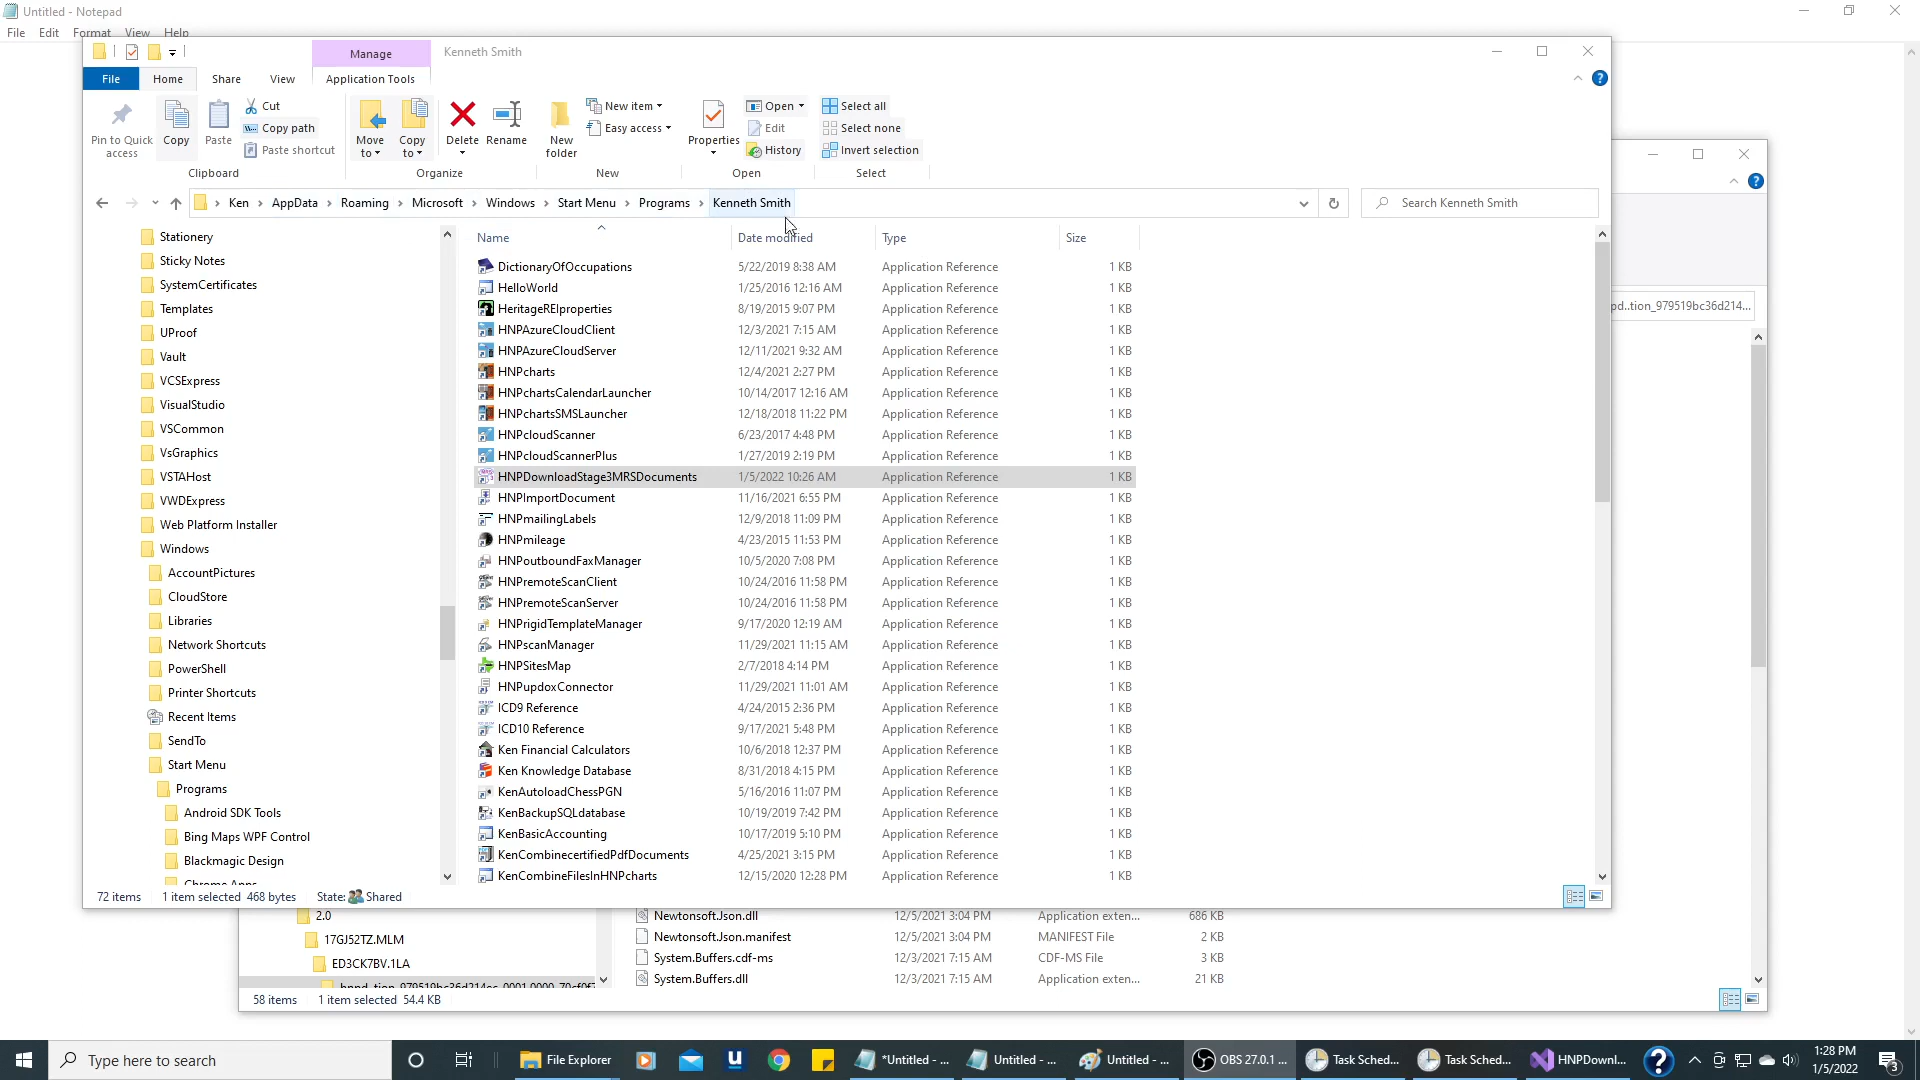 Untitled - Notepad
File Edit Format View Help
Manage
Kenneth Smith
File Home Share View Application Tools
Pin to Quick access
Copy
Paste
Cut
Copy path
Paste shortcut
Clipboard
Move to
Copy to
Delete
Rename
Organize
New folder
New item
Easy access
New
Properties
Open
Edit
History
Open
Select all
Select none
Invert selection
Select
Ken > AppData > Roaming > Microsoft > Windows > Start Menu > Programs > Kenneth Smith
Search Kenneth Smith
Stationery
Sticky Notes
SystemCertificates
Templates
UProof
Vault
VCSExpress
VisualStudio
VSCommon
VsGraphics
VSTAHost
VWDExpress
Web Platform Installer
Windows
AccountPictures
CloudStore
Libraries
Network Shortcuts
PowerShell
Printer Shortcuts
Recent Items
SendTo
Start Menu
Programs
Android SDK Tools
Bing Maps WPF Control
Blackmagic Design
Name Date modified Type Size
DictionaryOfOccupations 5/22/2019 8:38 AM Application Reference 1 KB
HelloWorld 1/25/2016 12:16 AM Application Reference 1 KB
HeritageREIproperties 8/19/2015 9:07 PM Application Reference 1 KB
HNPAzureCloudClient 12/3/2021 7:15 AM Application Reference 1 KB
HNPAzureCloudServer 12/11/2021 9:32 AM Application Reference 1 KB
HNPcharts 12/4/2021 2:27 PM Application Reference 1 KB
HNPchartsCalendarLauncher 10/14/2017 12:16 AM Application Reference 1 KB
HNPchartsSMSLauncher 12/18/2018 11:22 PM Application Reference 1 KB
HNPcloudScanner 6/23/2017 4:48 PM Application Reference 1 KB
HNPcloudScannerPlus 1/27/2019 2:19 PM Application Reference 1 KB
HNPDownloadStage3MRSDocuments 1/5/2022 10:26 AM Application Reference 1 KB
HNPImportDocument 11/16/2021 6:55 PM Application Reference 1 KB
HNPmailingLabels 12/9/2018 11:09 PM Application Reference 1 KB
HNPmileage 4/23/2015 11:53 PM Application Reference 1 KB
HNPoutboundFaxManager 10/5/2020 7:08 PM Application Reference 1 KB
HNPremoteScanClient 10/24/2016 11:58 PM Application Reference 1 KB
HNPremoteScanServer 10/24/2016 11:58 PM Application Reference 1 KB
HNPrigidTemplateManager 9/17/2020 12:19 AM Application Reference 1 KB
HNPscanManager 11/29/2021 11:15 AM Application Reference 1 KB
HNPSitesMap 2/7/2018 4:14 PM Application Reference 1 KB
HNPupdoxConnector 11/29/2021 11:01 AM Application Reference 1 KB
ICD9 Reference 4/24/2015 2:36 PM Application Reference 1 KB
ICD10 Reference 9/17/2021 5:48 PM Application Reference 1 KB
Ken Financial Calculators 10/6/2018 12:37 PM Application Reference 1 KB
Ken Knowledge Database 8/31/2018 4:15 PM Application Reference 1 KB
KenAutoloadChessPGN 5/16/2016 11:07 PM Application Reference 1 KB
KenBackupSQLdatabase 10/19/2019 7:42 PM Application Reference 1 KB
KenBasicAccounting 10/17/2019 5:10 PM Application Reference 1 KB
KenCombinecertifiedPdfDocuments 4/25/2021 3:15 PM Application Reference 1 KB
KenCombineFilesInHNPcharts 12/15/2020 12:28 PM Application Reference 1 KB
72 items 1 item selected 468 bytes State: Shared
pd..tion_979519bc36d214...
2.0
17GJ52TZ.MLM
ED3CK7BV.1LA
Newtonsoft.Json.dll 12/5/2021 3:04 PM Application exten... 686 KB
Newtonsoft.Json.manifest 12/5/2021 3:04 PM MANIFEST File 2 KB
System.Buffers.cdf-ms 12/3/2021 7:15 AM CDF-MS File 3 KB
System.Buffers.dll 12/3/2021 7:15 AM Application exten... 21 KB
58 items 1 item selected 54.4 KB
Type here to search
File Explorer
*Untitled - ...
Untitled - ...
Untitled - ...
OBS 27.0.1 ...
Task Sched...
Task Sched...
HNPDownl...
1:28 PM
1/5/2022
3